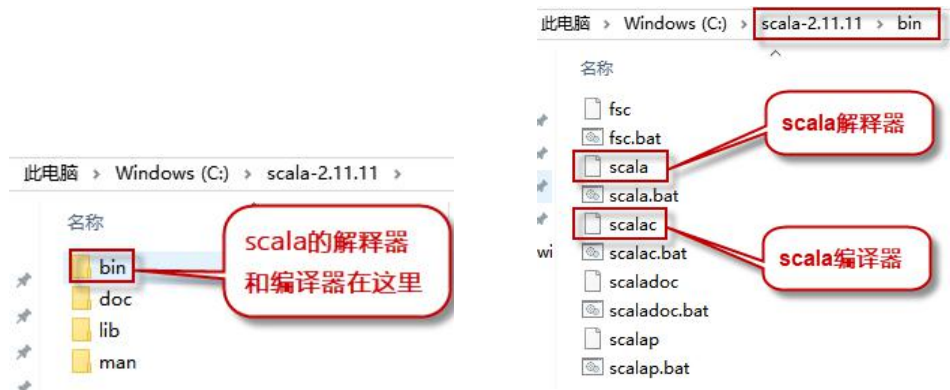 此电脑 > Windows (C:) > scala-2.11.11 >
名称
bin
doc
lib
man
scala的解释器
和编译器在这里
此电脑 > Windows (C:) > scala-2.11.11 > bin
名称
fsc
fsc.bat
scala
scala.bat
scalac
scalac.bat
scaladoc
scaladoc.bat
scalap
scalap.bat
scala解释器
scala编译器
wi